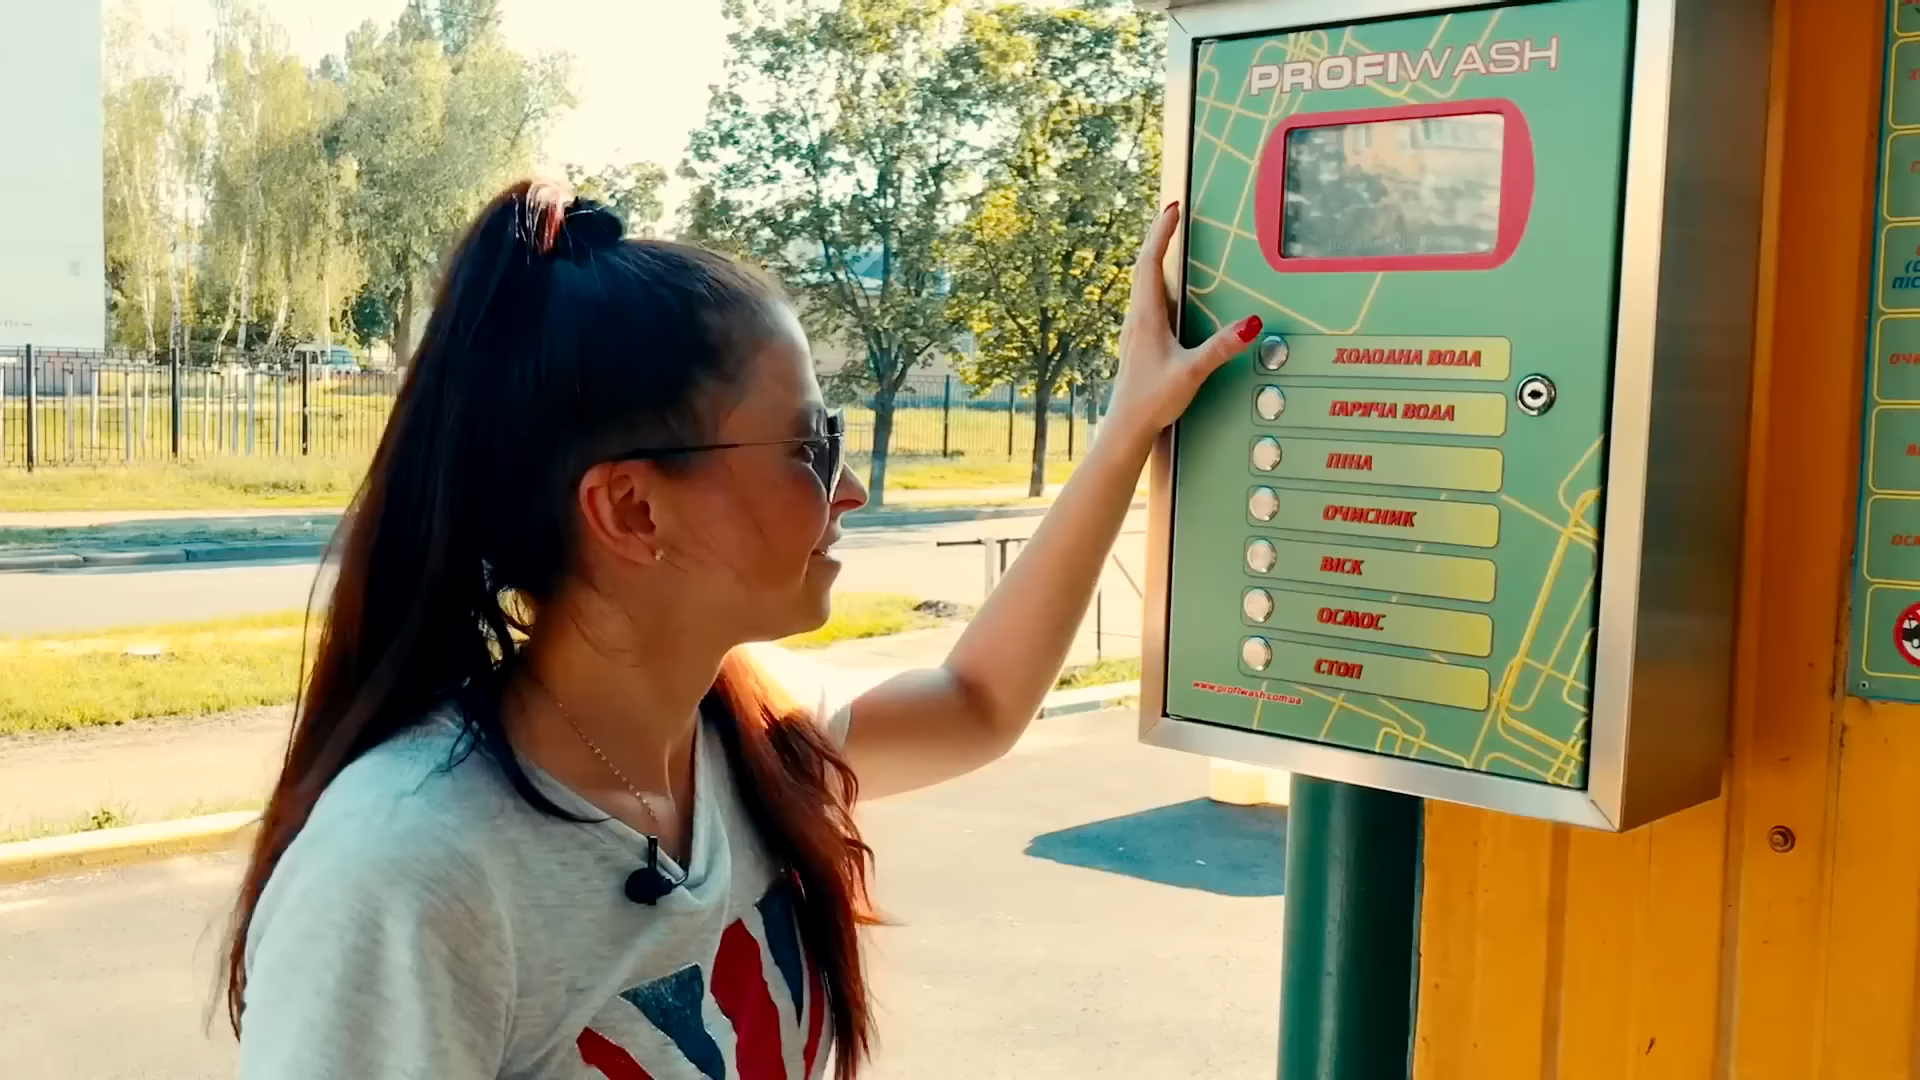 PROFIWASH
ХОЛОДНА ВОДА
ГАРЯЧА ВОДА
ПІНА
ОЧИСНИК
ВІСК
ОСМОС
СТОП
www.profiwash.com.ua